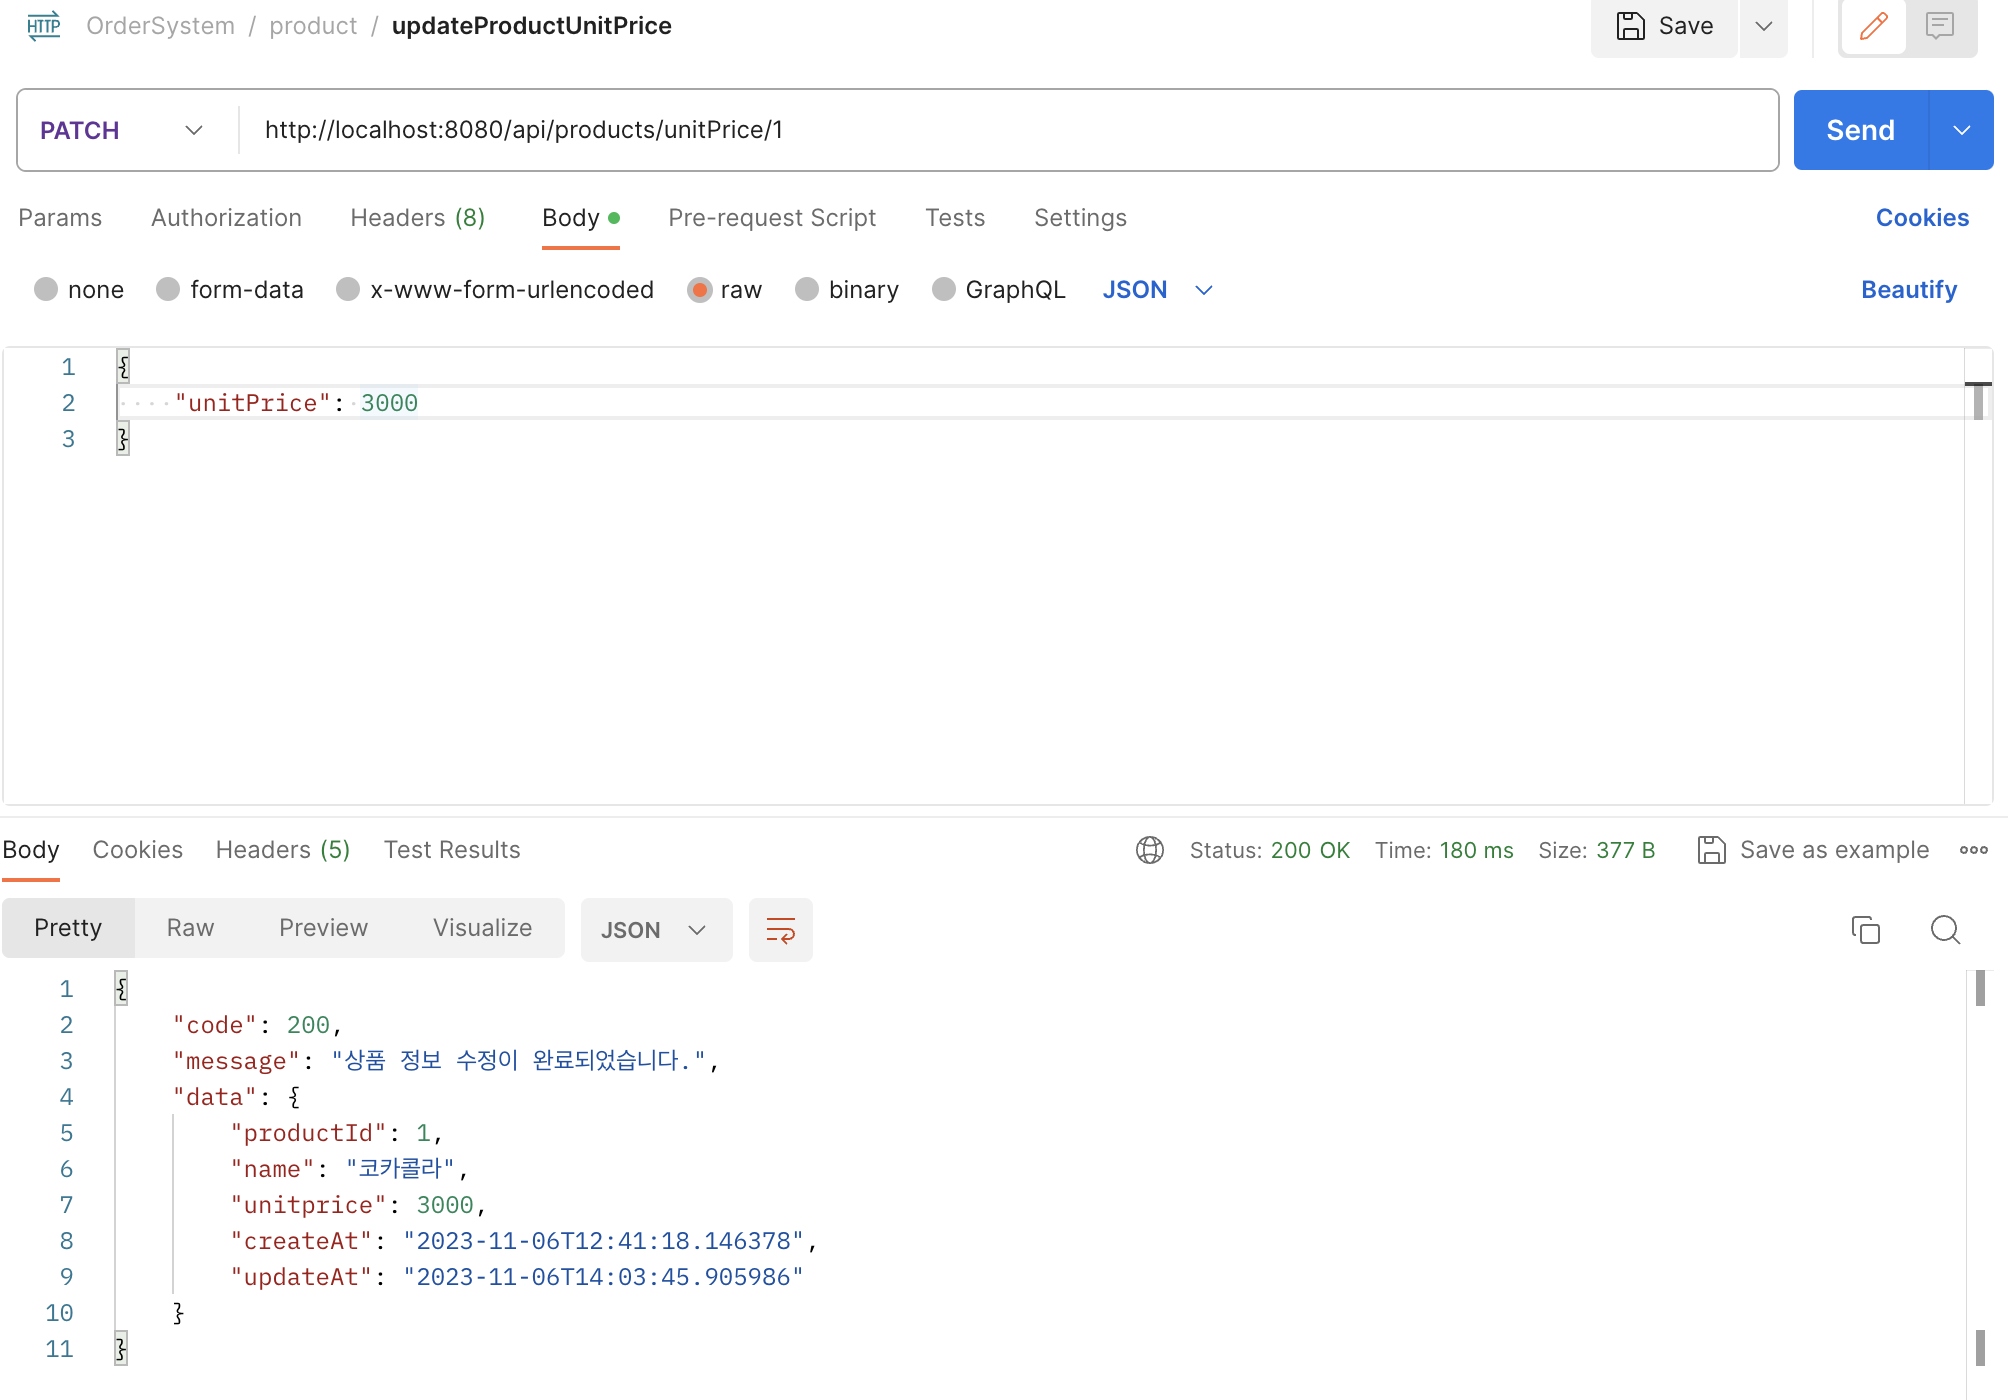 HTTP OrderSystem / product / updateProductUnitPrice Save
PATCH http://localhost:8080/api/products/unitPrice/1 Send
Params Authorization Headers (8) Body Pre-request Script Tests Settings Cookies
none form-data x-www-form-urlencoded raw binary GraphQL JSON Beautify
1 {
2 "unitPrice": 3000
3 }
Body Cookies Headers (5) Test Results Status: 200 OK Time: 180 ms Size: 377 B Save as example
Pretty Raw Preview Visualize JSON
1 {
2 "code": 200,
3 "message": "상품 정보 수정이 완료되었습니다.",
4 "data": {
5 "productId": 1,
6 "name": "코카콜라",
7 "unitprice": 3000,
8 "createAt": "2023-11-06T12:41:18.146378",
9 "updateAt": "2023-11-06T14:03:45.905986"
10 }
11 }